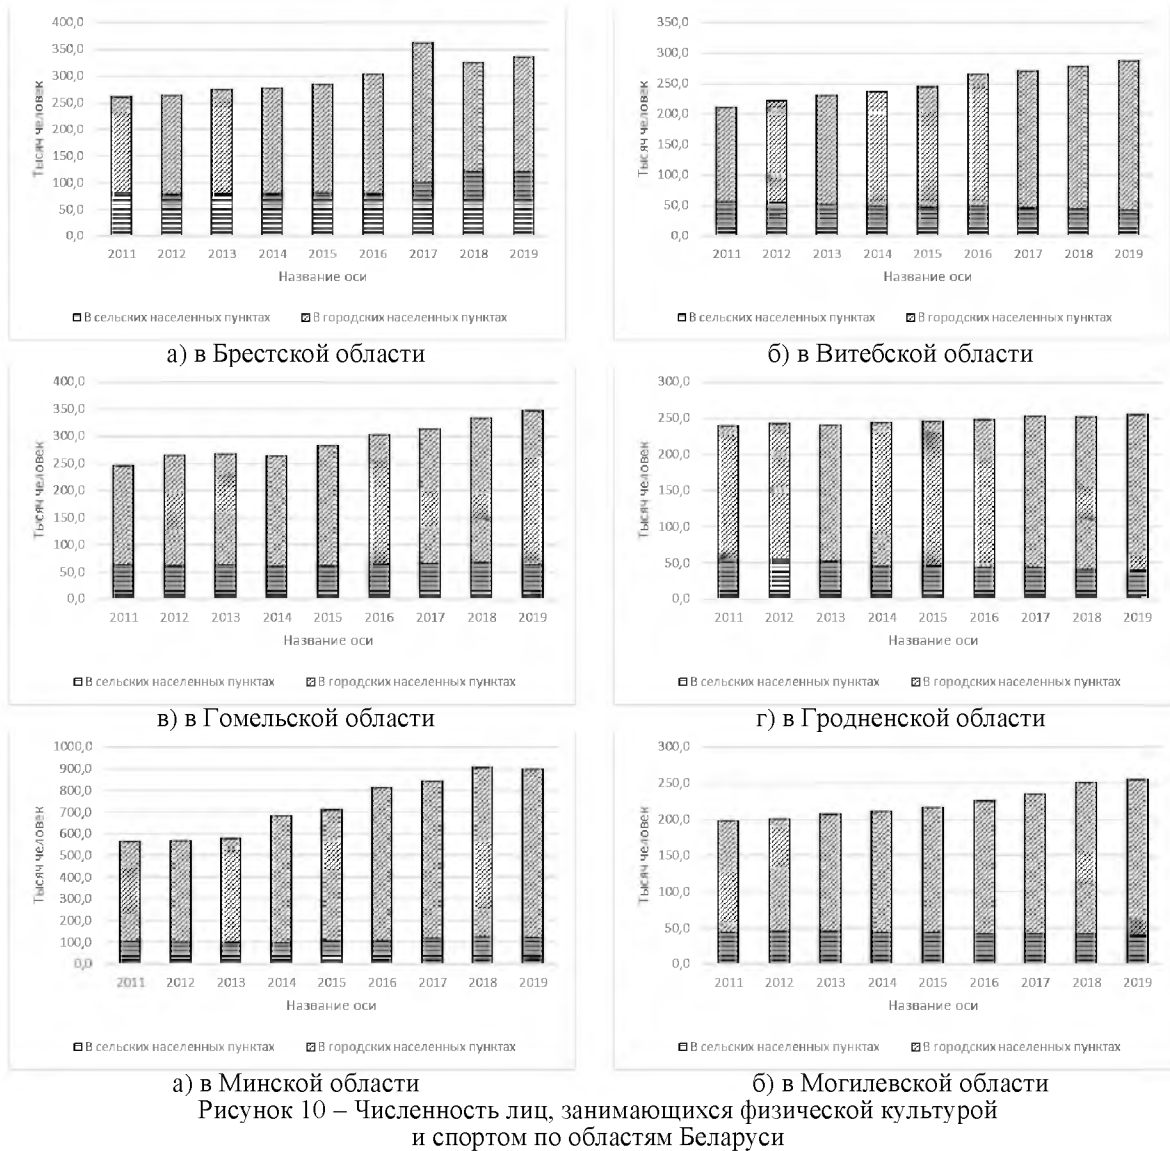 400,0
350,0
300,0
250,0
200,0
150,0
100,0
50,0
0,0
Тысяч человек
2011 2012 2013 2014 2015 2016 2017 2018 2019
Название оси
В сельских населенных пунктах В городских населенных пунктах
а) в Брестской области
350,0
300,0
250,0
200,0
150,0
100,0
50,0
0,0
Тысяч человек
2011 2012 2013 2014 2015 2016 2017 2018 2019
Название оси
В сельских населенных пунктах В городских населенных пунктах
б) в Витебской области
400,0
350,0
300,0
250,0
200,0
150,0
100,0
50,0
0,0
Тысяч человек
2011 2012 2013 2014 2015 2016 2017 2018 2019
Название оси
В сельских населенных пунктах В городских населенных пунктах
в) в Гомельской области
300,0
250,0
200,0
150,0
100,0
50,0
0,0
Тысяч человек
2011 2012 2013 2014 2015 2016 2017 2018 2019
Название оси
В сельских населенных пунктах В городских населенных пунктах
г) в Гродненской области
1000,0
900,0
800,0
700,0
600,0
500,0
400,0
300,0
200,0
100,0
0,0
Тысяч человек
2011 2012 2013 2014 2015 2016 2017 2018 2019
Название оси
В сельских населенных пунктах В городских населенных пунктах
а) в Минской области
300,0
250,0
200,0
150,0
100,0
50,0
0,0
Тысяч человек
2011 2012 2013 2014 2015 2016 2017 2018 2019
Название оси
В сельских населенных пунктах В городских населенных пунктах
б) в Могилевской области
Рисунок 10 – Численность лиц, занимающихся физической культурой
и спортом по областям Беларуси